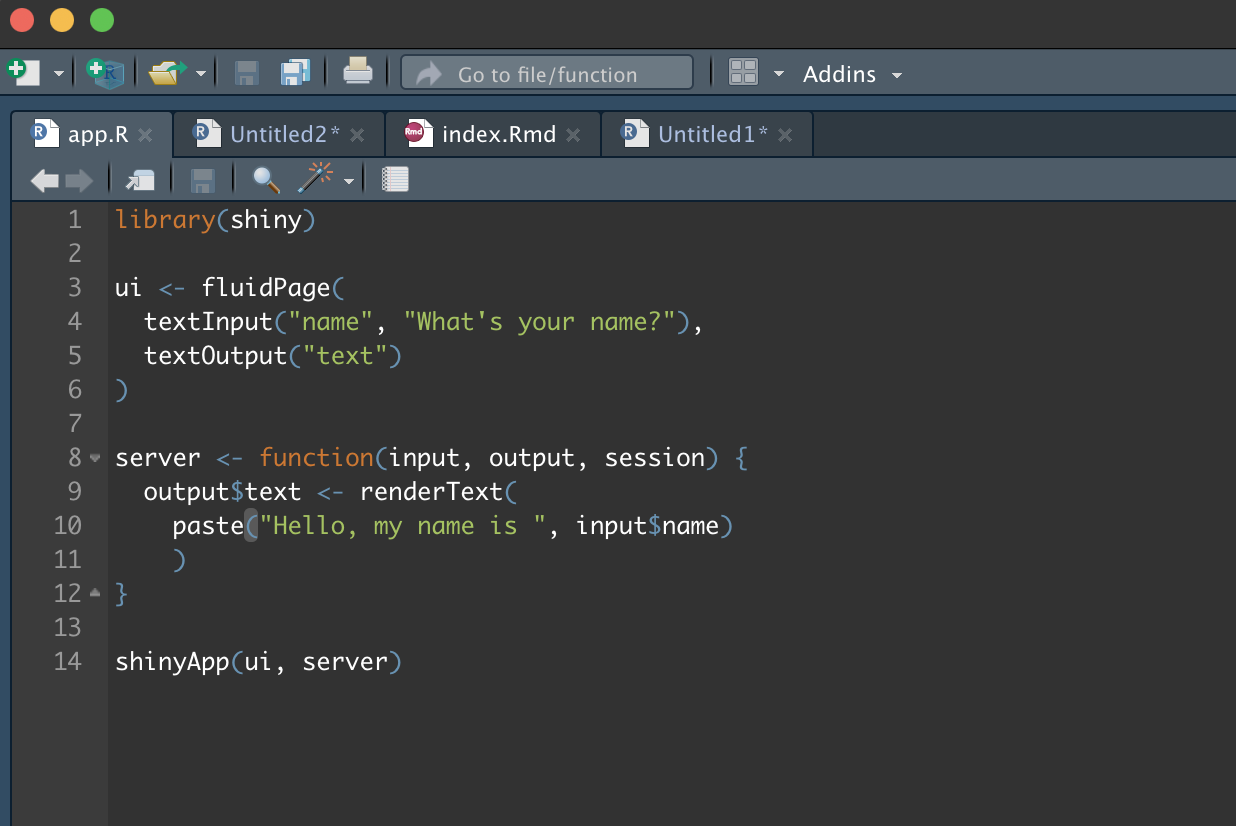 Go to file/function
Addins
app.R
Untitled2*
index.Rmd
Untitled1*
1 library(shiny)
2
3 ui <- fluidPage(
4   textInput("name", "What's your name?"),
5   textOutput("text")
6 )
7
8 server <- function(input, output, session) {
9   output$text <- renderText(
10     paste("Hello, my name is ", input$name)
11     )
12 }
13
14 shinyApp(ui, server)